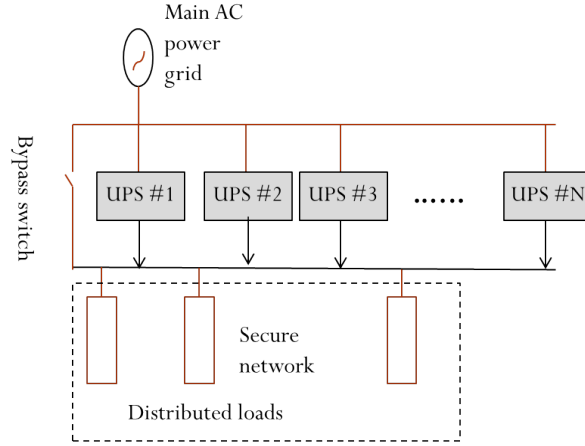 Main AC
power
grid
Bypass switch
UPS #1
UPS #2
UPS #3
......
UPS #N
Secure
network
Distributed loads